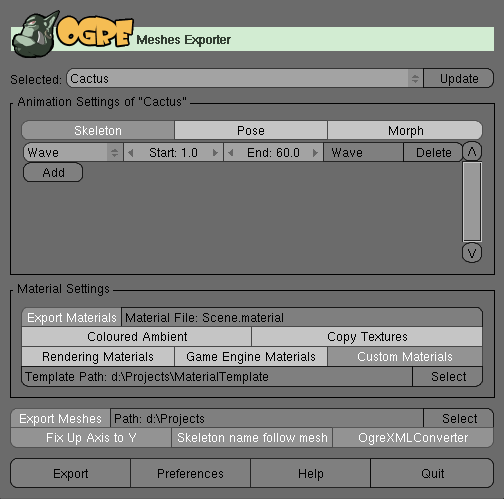 OGRE Meshes Exporter
Selected: Cactus Update
Animation Settings of "Cactus"
Skeleton Pose Morph
Wave Start: 1.0 End: 60.0 Wave Delete
Add
Material Settings
Export Materials Material File: Scene.material
Coloured Ambient Copy Textures
Rendering Materials Game Engine Materials Custom Materials
Template Path: d:\Projects\MaterialTemplate Select
Export Meshes Path: d:\Projects Select
Fix Up Axis to Y Skeleton name follow mesh OgreXMLConverter
Export Preferences Help Quit